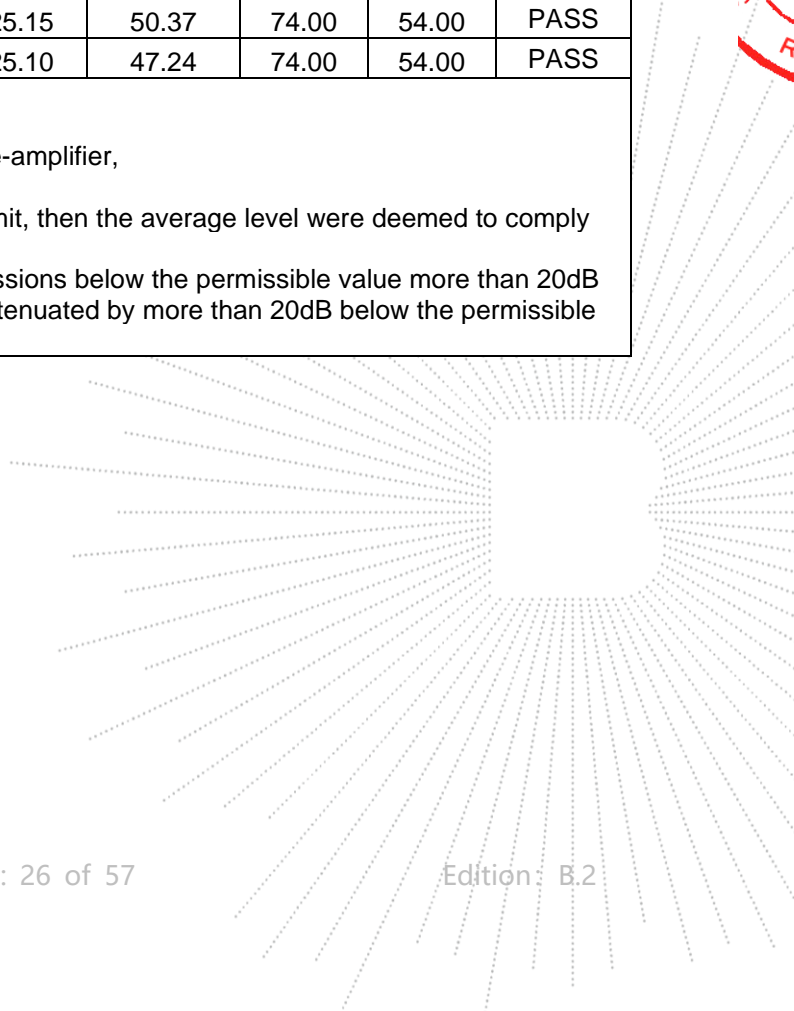 5.15 50.37 74.00 54.00 PASS
5.10 47.24 74.00 54.00 PASS
-amplifier,
nit, then the average level were deemed to comply
ssions below the permissible value more than 20dB
tenuated by more than 20dB below the permissible
: 26 of 57 Edition: B.2
R